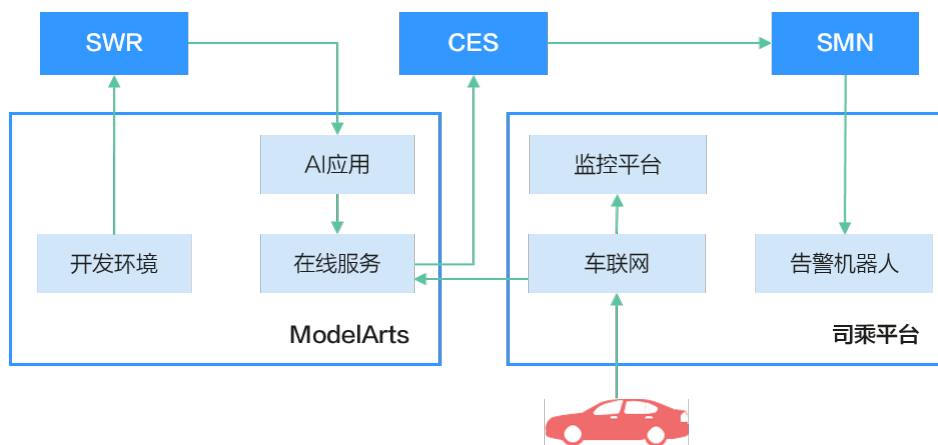 SWR
CES
SMN
AI应用
监控平台
开发环境
在线服务
车联网
告警机器人
ModelArts
司乘平台